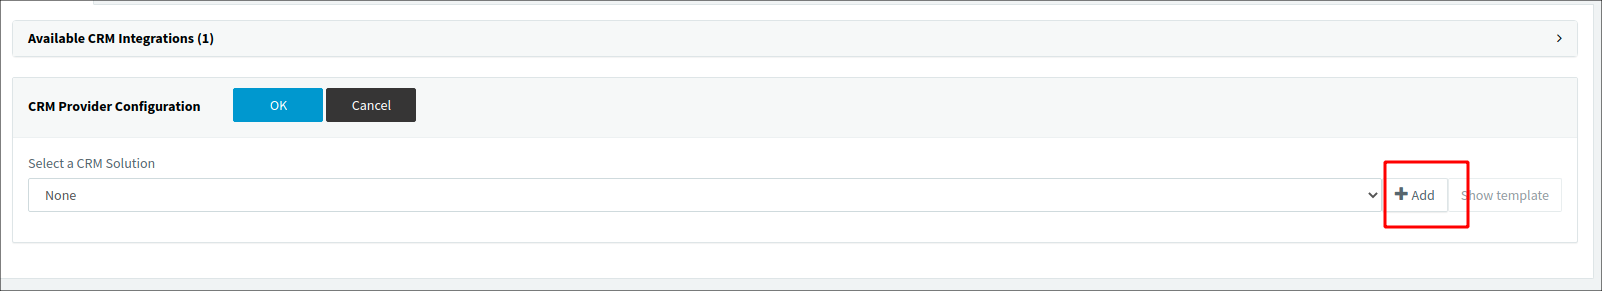 Available CRM Integrations (1)
CRM Provider Configuration OK Cancel
Select a CRM Solution
None Add Show template